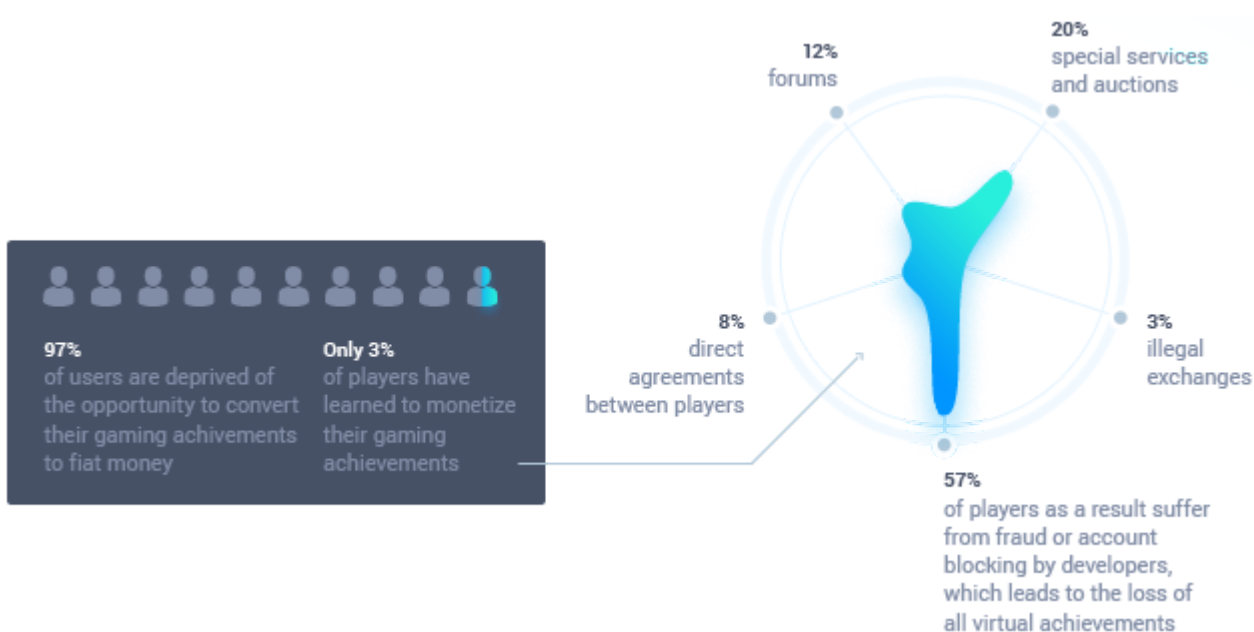 20%
special services
and auctions
12%
forums
97%
of users are deprived of
the opportunity to convert
their gaming achivements
to fiat money
Only 3%
of players have
learned to monetize
their gaming
achievements
8%
direct
agreements
between players
3%
illegal
exchanges
57%
of players as a result suffer
from fraud or account
blocking by developers,
which leads to the loss of
all virtual achievements